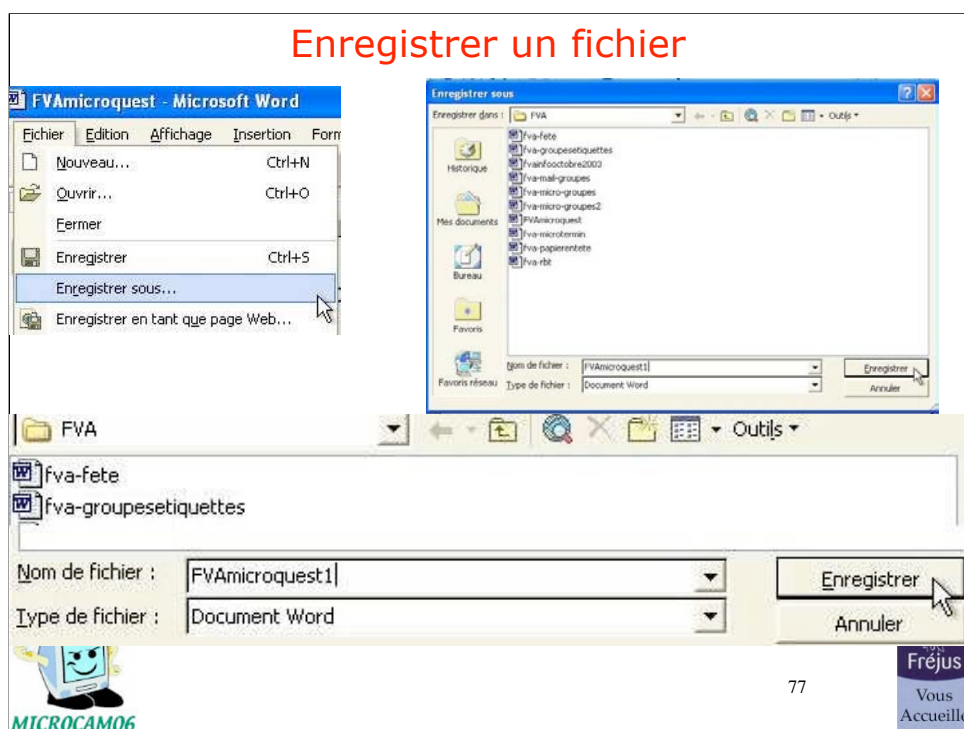 Enregistrer un fichier
FVAmicroquest - Microsoft Word
Fichier Edition Affichage Insertion Form
Nouveau... Ctrl+N
Ouvrir... Ctrl+O
Fermer
Enregistrer Ctrl+S
Enregistrer sous...
Enregistrer en tant que page Web...
Enregistrer sous
Enregistrer dans : FVA Outils
Historique
Mes documents
Bureau
Favoris
Favoris réseau
fva-fete
fva-groupesetiquettes
fvainfooctobre2003
fva-mail-groupes
fva-micro-groupes
fva-micro-groupes2
FVAmicroquest
fva-microtermin
fva-papierentete
fva-rbt
Nom de fichier : FVAmicroquest1 Enregistrer
Type de fichier : Document Word Annuler
FVA Outils
fva-fete
fva-groupesetiquettes
Nom de fichier : FVAmicroquest1 Enregistrer
Type de fichier : Document Word Annuler
MICROCAM06
77
Fréjus
Vous
Accueille